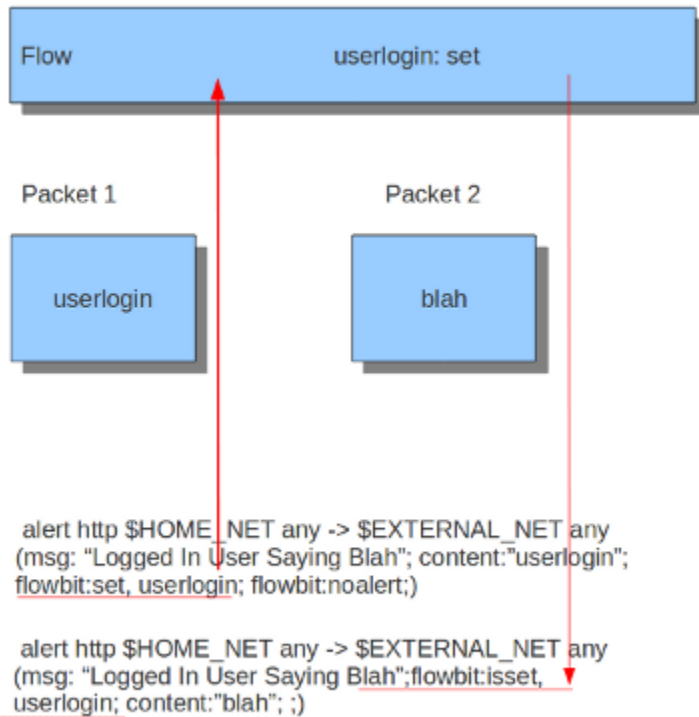 Flow userlogin: set
Packet 1 Packet 2
userlogin blah
alert http $HOME_NET any -> $EXTERNAL_NET any
(msg: “Logged In User Saying Blah”; content:”userlogin”;
flowbit:set, userlogin; flowbit:noalert;)
alert http $HOME_NET any -> $EXTERNAL_NET any
(msg: “Logged In User Saying Blah”;flowbit:isset,
userlogin; content:”blah”; ;)